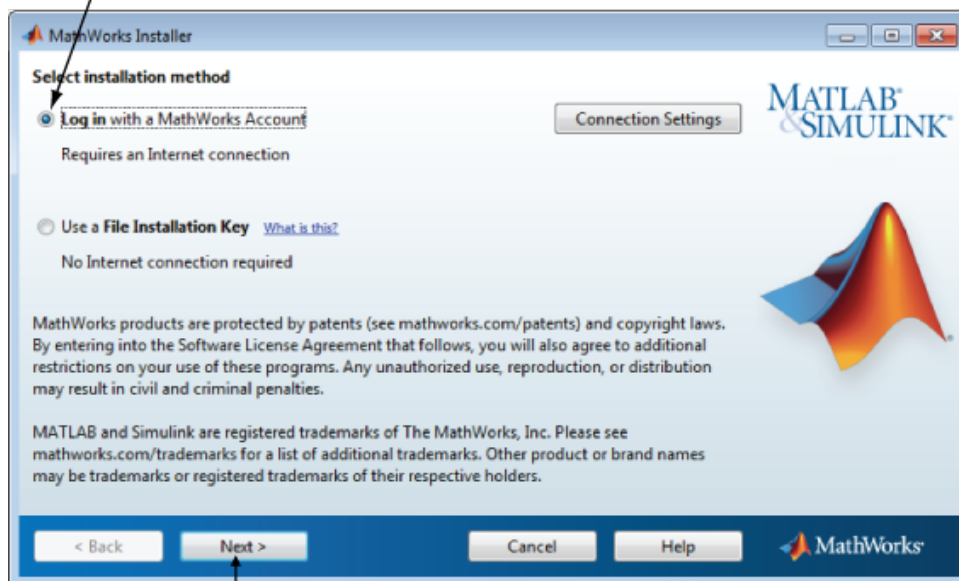 MathWorks Installer
Select installation method
Log in with a MathWorks Account
Connection Settings
MATLAB®
&SIMULINK®
Requires an Internet connection
Use a File Installation Key What is this?
No Internet connection required
MathWorks products are protected by patents (see mathworks.com/patents) and copyright laws.
By entering into the Software License Agreement that follows, you will also agree to additional
restrictions on your use of these programs. Any unauthorized use, reproduction, or distribution
may result in civil and criminal penalties.
MATLAB and Simulink are registered trademarks of The MathWorks, Inc. Please see
mathworks.com/trademarks for a list of additional trademarks. Other product or brand names
may be trademarks or registered trademarks of their respective holders.
< Back
Next >
Cancel
Help
MathWorks®